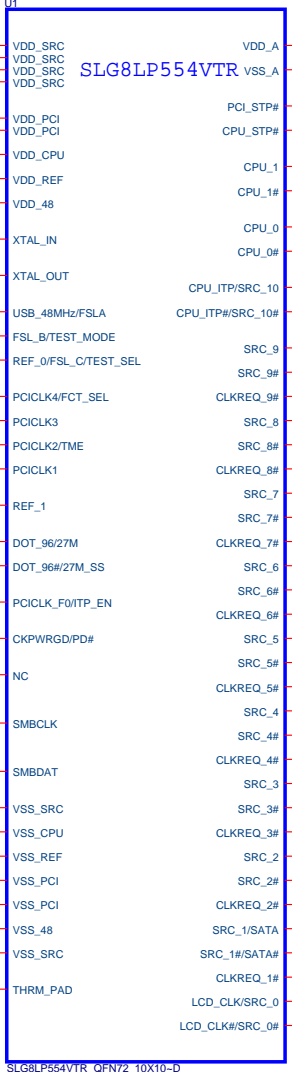 U1
SLG8LP554VTR
VDD_SRC
VDD_SRC
VDD_SRC
VDD_SRC
VDD_PCI
VDD_PCI
VDD_CPU
VDD_REF
VDD_48
XTAL_IN
XTAL_OUT
USB_48MHz/FSLA
FSL_B/TEST_MODE
REF_0/FSL_C/TEST_SEL
PCICLK4/FCT_SEL
PCICLK3
PCICLK2/TME
PCICLK1
REF_1
DOT_96/27M
DOT_96#/27M_SS
PCICLK_F0/ITP_EN
CKPWRGD/PD#
NC
SMBCLK
SMBDAT
VSS_SRC
VSS_CPU
VSS_REF
VSS_PCI
VSS_PCI
VSS_48
VSS_SRC
THRM_PAD
VDD_A
VSS_A
PCI_STP#
CPU_STP#
CPU_1
CPU_1#
CPU_0
CPU_0#
CPU_ITP/SRC_10
CPU_ITP#/SRC_10#
SRC_9
SRC_9#
CLKREQ_9#
SRC_8
SRC_8#
CLKREQ_8#
SRC_7
SRC_7#
CLKREQ_7#
SRC_6
SRC_6#
CLKREQ_6#
SRC_5
SRC_5#
CLKREQ_5#
SRC_4
SRC_4#
CLKREQ_4#
SRC_3
SRC_3#
CLKREQ_3#
SRC_2
SRC_2#
CLKREQ_2#
SRC_1/SATA
SRC_1#/SATA#
CLKREQ_1#
LCD_CLK/SRC_0
LCD_CLK#/SRC_0#
SLG8LP554VTR_QFN72_10X10~D